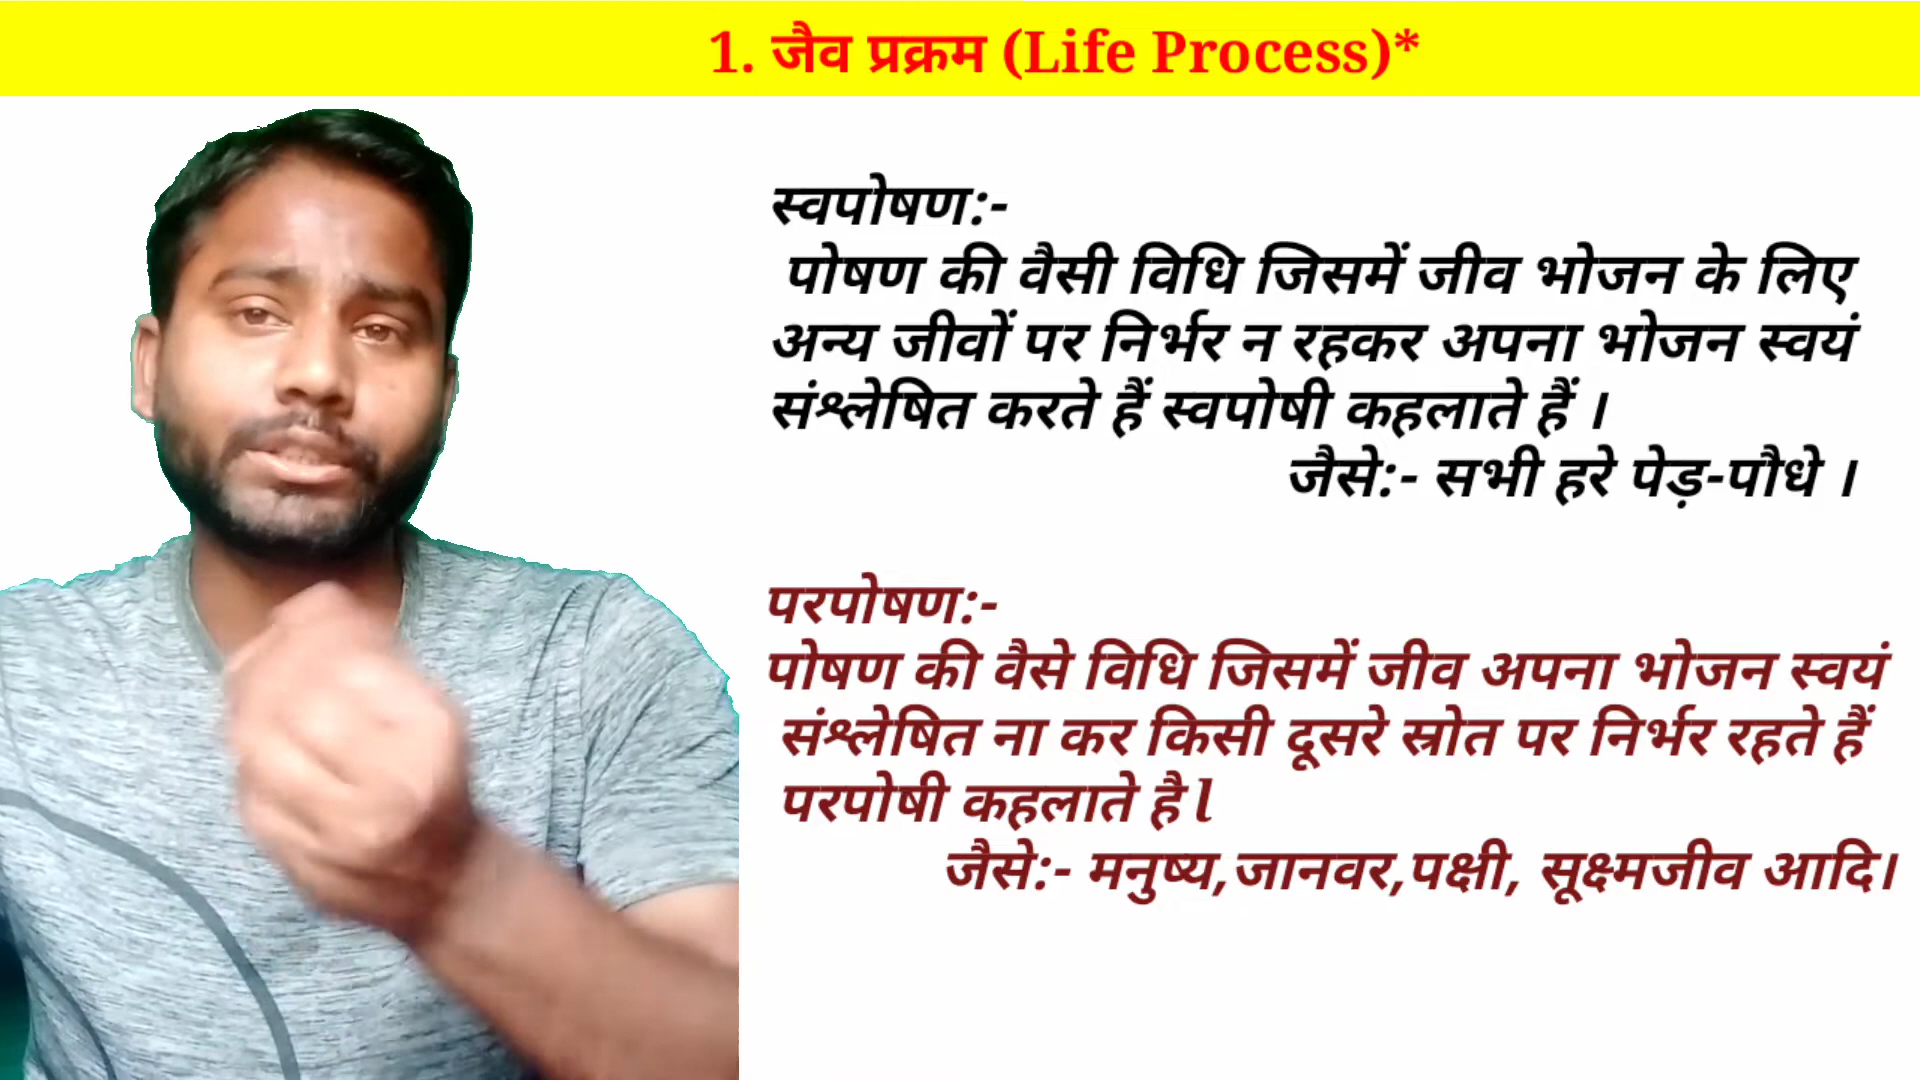 1. जैव प्रक्रम (Life Process)*
स्वपोषण:-
पोषण की वैसी विधि जिसमें जीव भोजन के लिए
अन्य जीवों पर निर्भर न रहकर अपना भोजन स्वयं
संश्लेषित करते हैं स्वपोषी कहलाते हैं ।
जैसे:- सभी हरे पेड़-पौधे ।
परपोषण:-
पोषण की वैसे विधि जिसमें जीव अपना भोजन स्वयं
संश्लेषित ना कर किसी दूसरे स्रोत पर निर्भर रहते हैं
परपोषी कहलाते है l
जैसे:- मनुष्य,जानवर,पक्षी, सूक्ष्मजीव आदि।